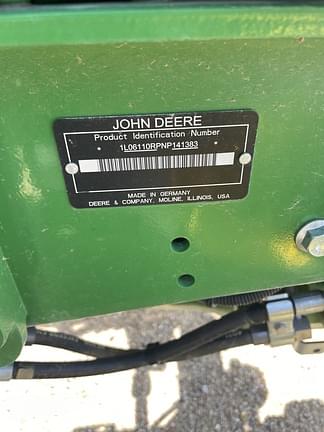 JOHN DEERE
Product Identification Number
1L06110RPNP141383
MADE IN GERMANY
DEERE & COMPANY, MOLINE, ILLINOIS, USA